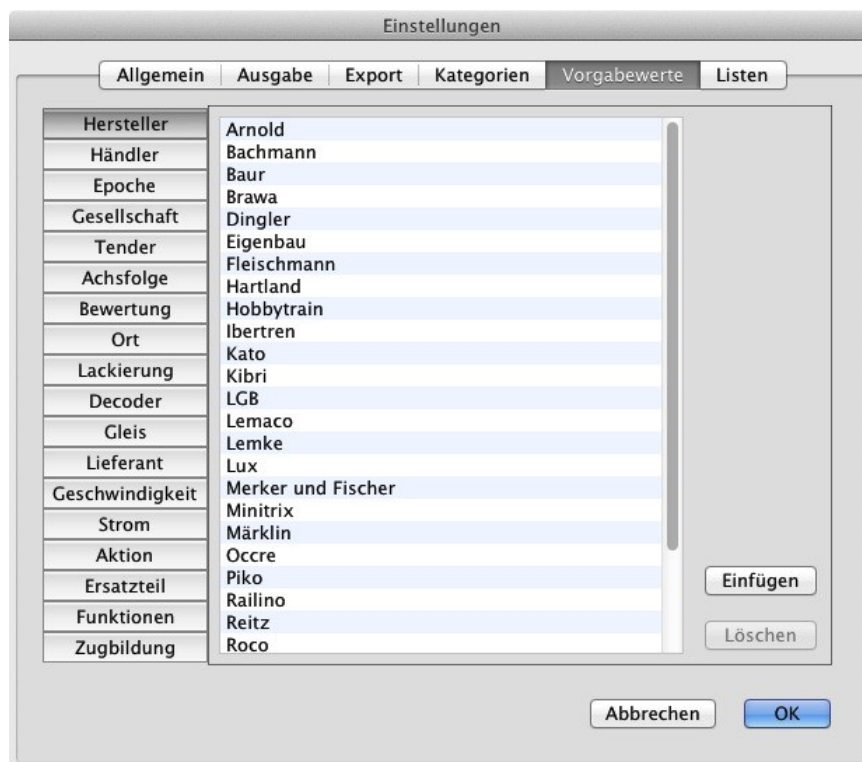 Einstellungen
Allgemein Ausgabe Export Kategorien Vorgabewerte Listen
Hersteller
Händler
Epoche
Gesellschaft
Tender
Achsfolge
Bewertung
Ort
Lackierung
Decoder
Gleis
Lieferant
Geschwindigkeit
Strom
Aktion
Ersatzteil
Funktionen
Zugbildung
Arnold
Bachmann
Baur
Brawa
Dingler
Eigenbau
Fleischmann
Hartland
Hobbytrain
Ibertren
Kato
Kibri
LGB
Lemaco
Lemke
Lux
Merker und Fischer
Minitrix
Märklin
Occre
Piko
Railino
Reitz
Roco
Einfügen
Löschen
Abbrechen OK